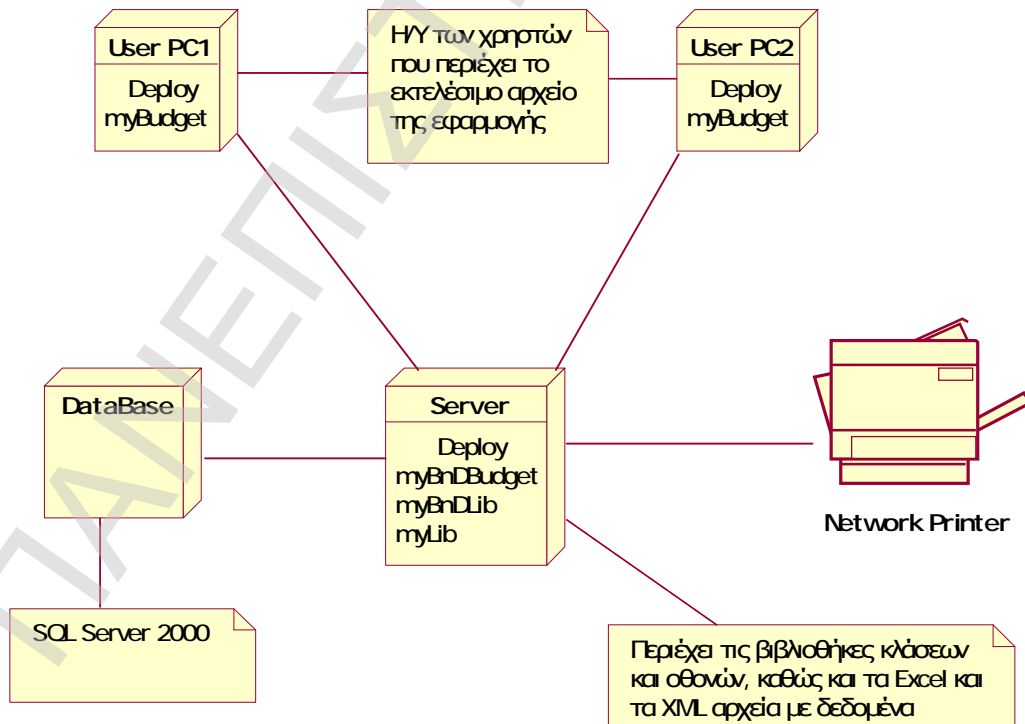 User PC1
Deploy
myBudget
Η/Υ των χρηστών
που περιέχει το
εκτελέσιμο αρχείο
της εφαρμογής
User PC2
Deploy
myBudget
DataBase
Server
Deploy
myBnDBudget
myBnDLib
myLib
Network Printer
SQL Server 2000
Περιέχει τις βιβλιοθήκες κλάσεων
και οθονών, καθώς και τα Excel και
τα XML αρχεία με δεδομένα
ΠΑΝΕΠΙΣΤ